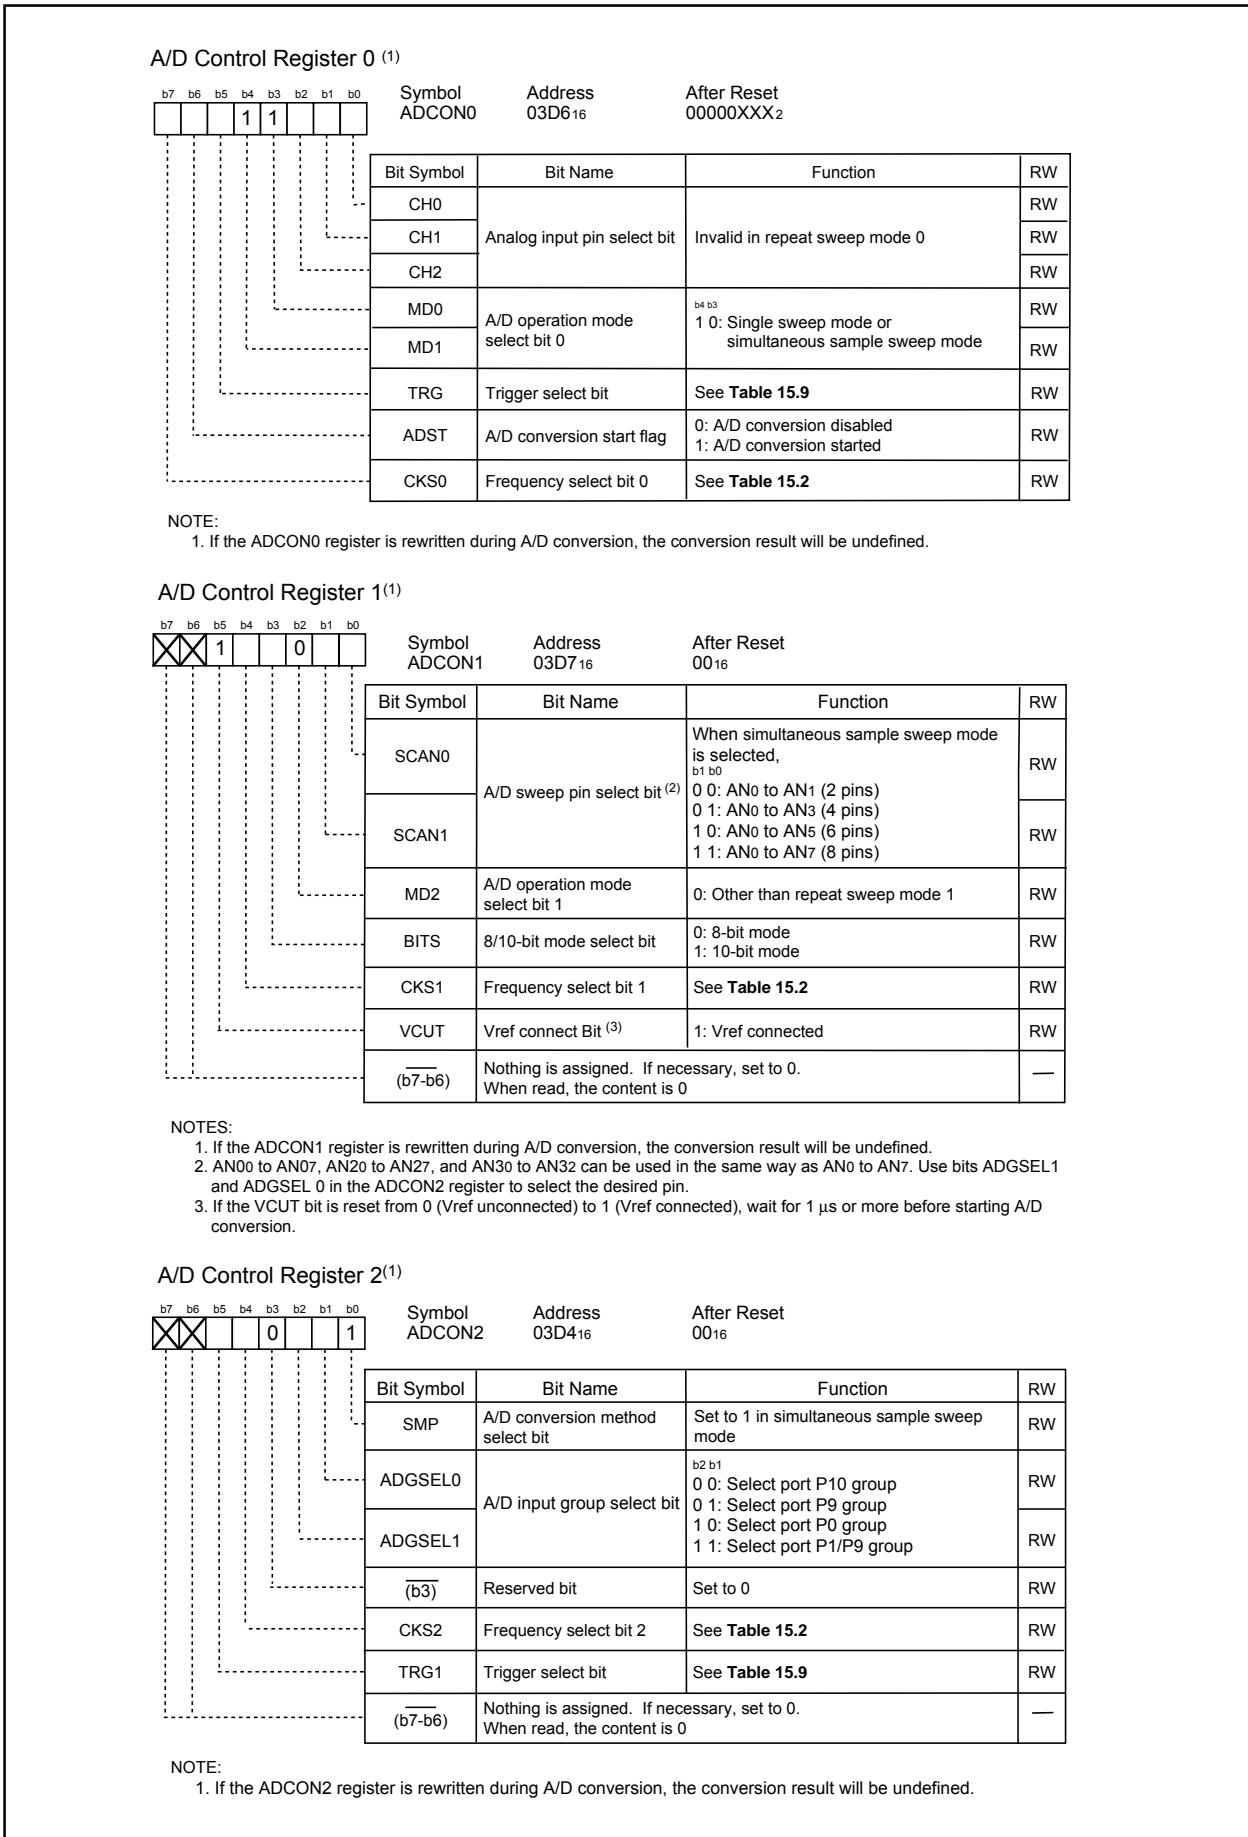 A/D Control Register 0 (1)
b7 b6 b5 b4 b3 b2 b1 b0
1 1
Symbol Address After Reset
ADCON0 03D616 00000XXX2
Bit Symbol Bit Name Function RW
CH0 RW
CH1 Analog input pin select bit Invalid in repeat sweep mode 0 RW
CH2 RW
MD0 A/D operation mode select bit 0 b4 b3 RW
1 0: Single sweep mode or
simultaneous sample sweep mode
MD1 RW
TRG Trigger select bit See Table 15.9 RW
ADST A/D conversion start flag 0: A/D conversion disabled RW
1: A/D conversion started
CKS0 Frequency select bit 0 See Table 15.2 RW
NOTE:
1. If the ADCON0 register is rewritten during A/D conversion, the conversion result will be undefined.
A/D Control Register 1(1)
b7 b6 b5 b4 b3 b2 b1 b0
1 0
Symbol Address After Reset
ADCON1 03D716 0016
Bit Symbol Bit Name Function RW
SCAN0 A/D sweep pin select bit (2) When simultaneous sample sweep mode RW
is selected,
b1 b0
0 0: AN0 to AN1 (2 pins)
0 1: AN0 to AN3 (4 pins)
SCAN1 1 0: AN0 to AN5 (6 pins) RW
1 1: AN0 to AN7 (8 pins)
MD2 A/D operation mode select bit 1 0: Other than repeat sweep mode 1 RW
BITS 8/10-bit mode select bit 0: 8-bit mode RW
1: 10-bit mode
CKS1 Frequency select bit 1 See Table 15.2 RW
VCUT Vref connect Bit (3) 1: Vref connected RW
(b7-b6) Nothing is assigned. If necessary, set to 0. —
When read, the content is 0
NOTES:
1. If the ADCON1 register is rewritten during A/D conversion, the conversion result will be undefined.
2. AN00 to AN07, AN20 to AN27, and AN30 to AN32 can be used in the same way as AN0 to AN7. Use bits ADGSEL1
and ADGSEL 0 in the ADCON2 register to select the desired pin.
3. If the VCUT bit is reset from 0 (Vref unconnected) to 1 (Vref connected), wait for 1 μs or more before starting A/D
conversion.
A/D Control Register 2(1)
b7 b6 b5 b4 b3 b2 b1 b0
0 1
Symbol Address After Reset
ADCON2 03D416 0016
Bit Symbol Bit Name Function RW
SMP A/D conversion method select bit Set to 1 in simultaneous sample sweep RW
mode
ADGSEL0 A/D input group select bit b2 b1 RW
0 0: Select port P10 group
0 1: Select port P9 group
ADGSEL1 1 0: Select port P0 group RW
1 1: Select port P1/P9 group
(b3) Reserved bit Set to 0 RW
CKS2 Frequency select bit 2 See Table 15.2 RW
TRG1 Trigger select bit See Table 15.9 RW
(b7-b6) Nothing is assigned. If necessary, set to 0. —
When read, the content is 0
NOTE:
1. If the ADCON2 register is rewritten during A/D conversion, the conversion result will be undefined.